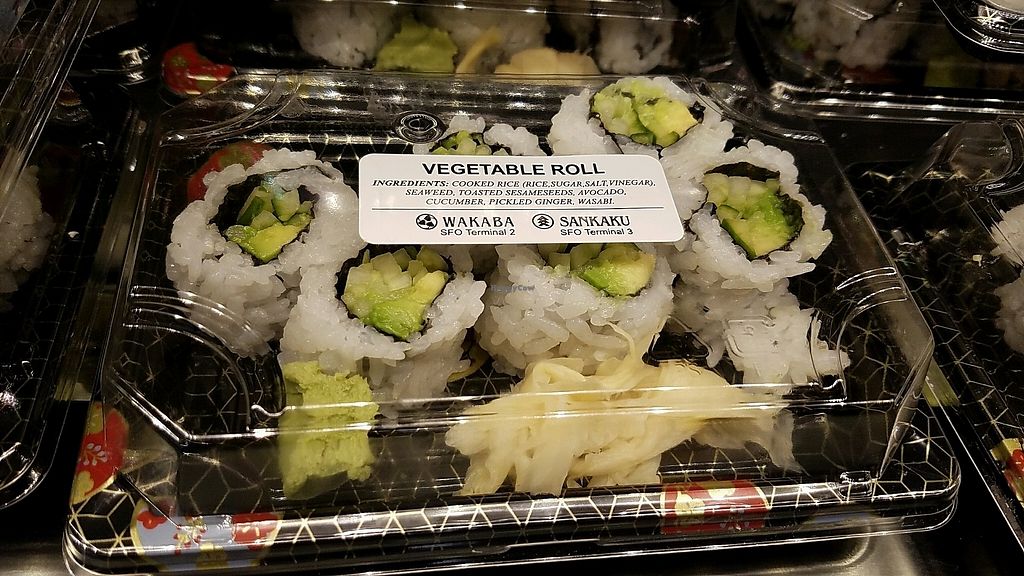 VEGETABLE ROLL
INGREDIENTS: COOKED RICE (RICE,SUGAR,SALT,VINEGAR),
SEAWEED, TOASTED SESAMESEEDS, AVOCADO,
CUCUMBER, PICKLED GINGER, WASABI.
WAKABA SANKAKU
SFO Terminal 2 SFO Terminal 3
HappyCow